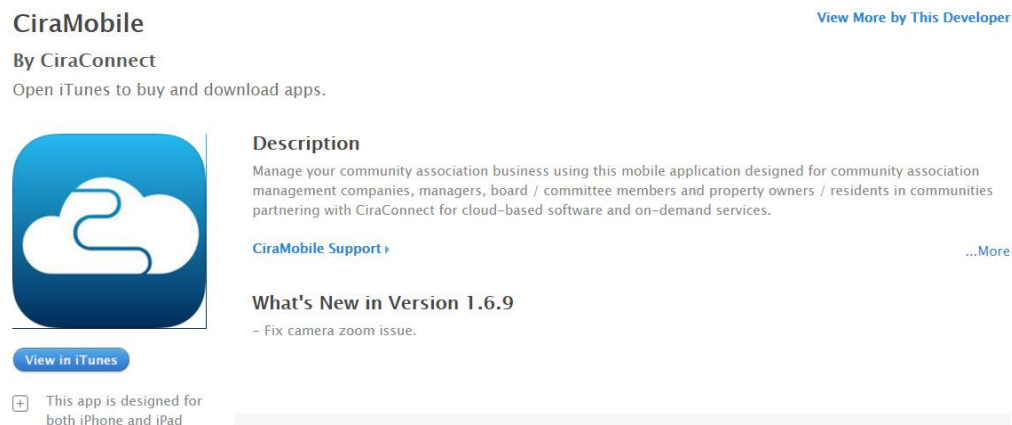 CiraMobile
View More by This Developer
By CiraConnect
Open iTunes to buy and download apps.
Description
Manage your community association business using this mobile application designed for community association
management companies, managers, board / committee members and property owners / residents in communities
partnering with CiraConnect for cloud-based software and on-demand services.
CiraMobile Support
...More
What's New in Version 1.6.9
– Fix camera zoom issue.
View in iTunes
This app is designed for
both iPhone and iPad